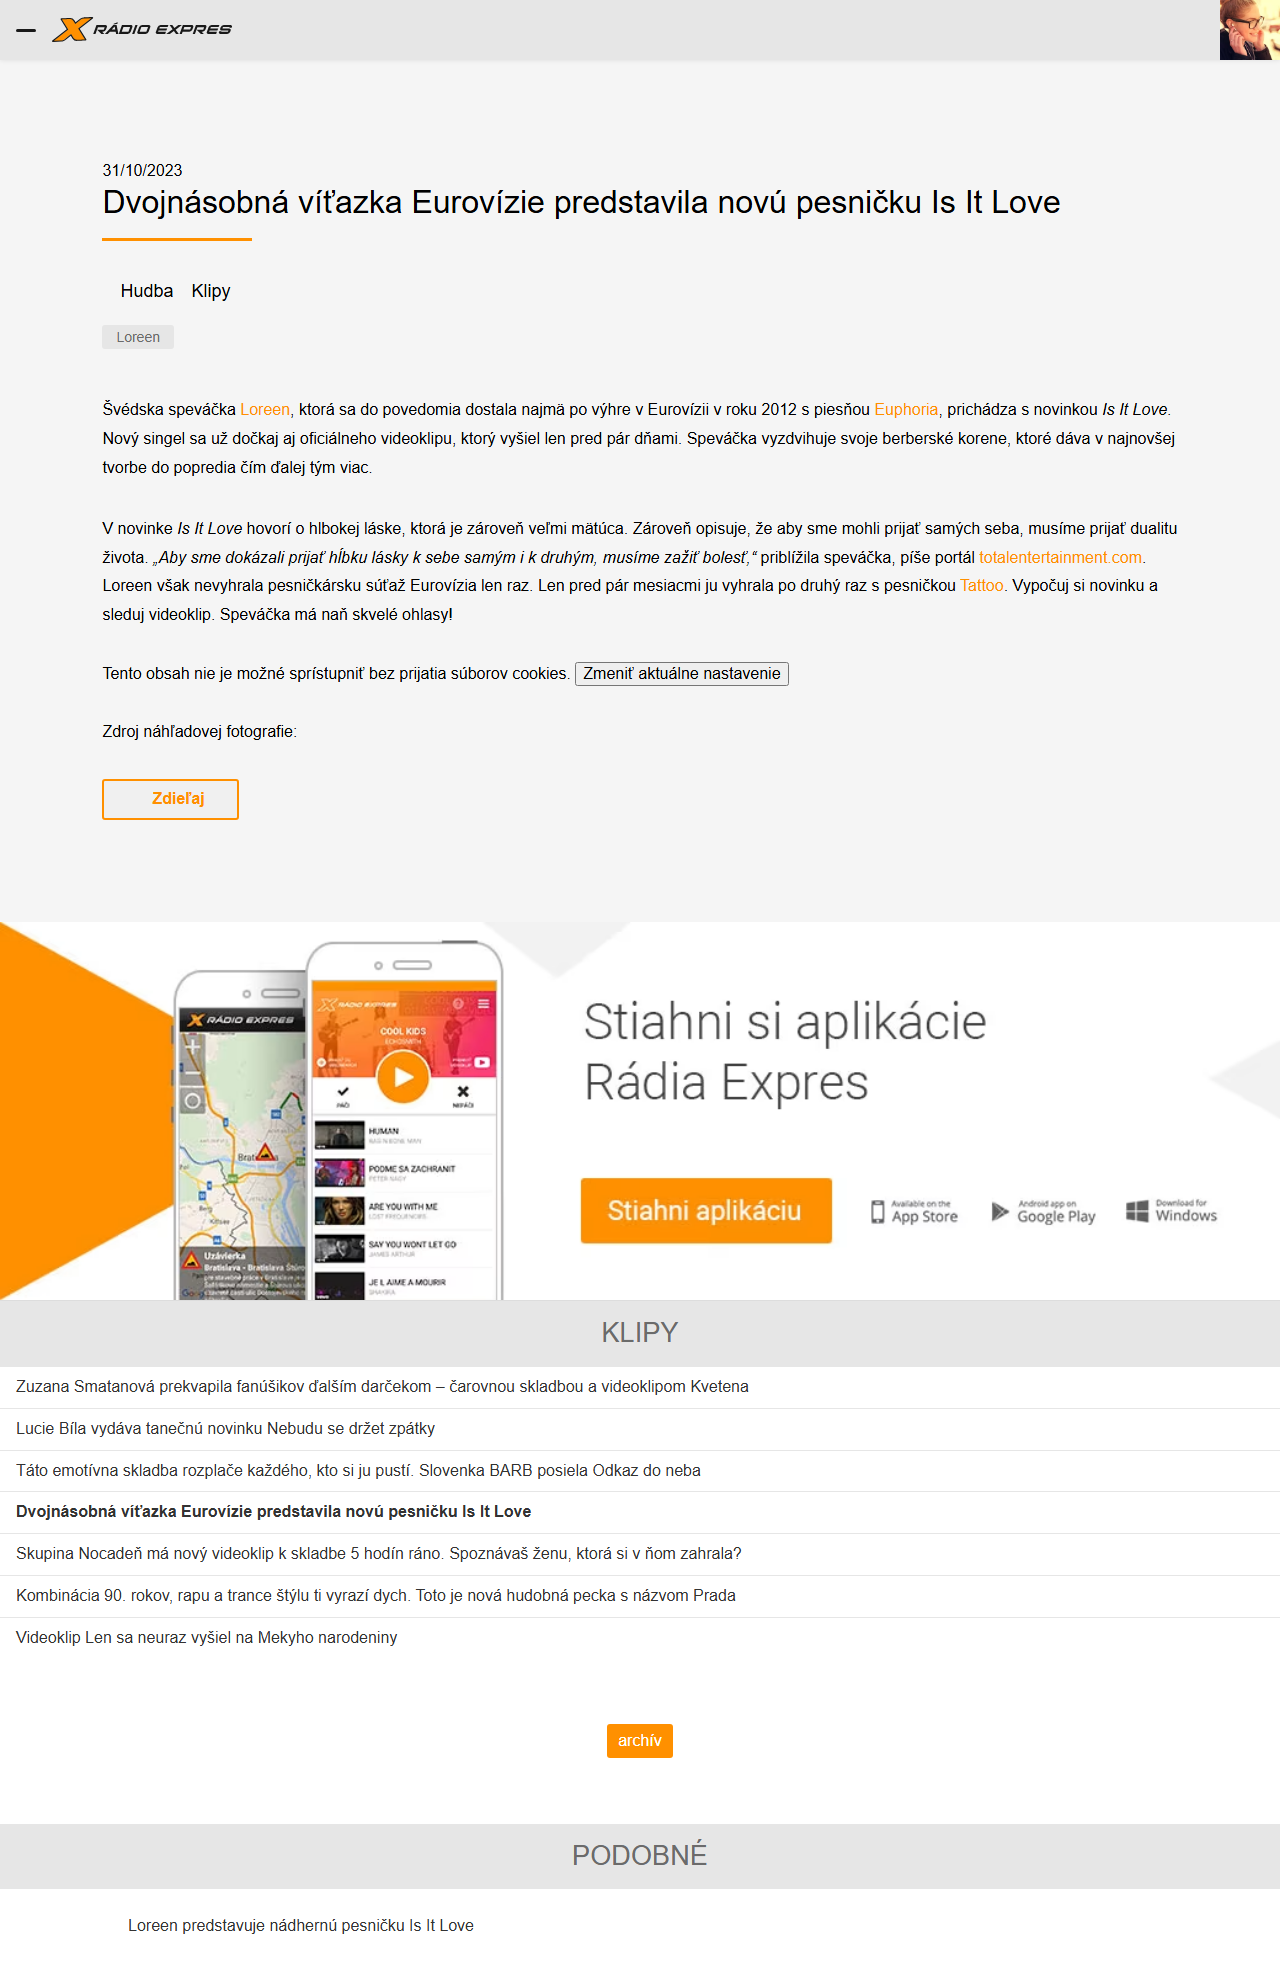 RÁDIO EXPRES
31/10/2023
Dvojnásobná víťazka Eurovízie predstavila novú pesničku Is It Love
Hudba Klipy
Loreen
Švédska speváčka Loreen, ktorá sa do povedomia dostala najmä po výhre v Eurovízii v roku 2012 s piesňou Euphoria, prichádza s novinkou Is It Love.
Nový singel sa už dočkaj aj oficiálneho videoklipu, ktorý vyšiel len pred pár dňami. Speváčka vyzdvihuje svoje berberské korene, ktoré dáva v najnovšej
tvorbe do popredia čím ďalej tým viac.
V novinke Is It Love hovorí o hlbokej láske, ktorá je zároveň veľmi mätúca. Zároveň opisuje, že aby sme mohli prijať samých seba, musíme prijať dualitu
života. „Aby sme dokázali prijať hĺbku lásky k sebe samým i k druhým, musíme zažiť bolesť,“ priblížila speváčka, píše portál totalentertainment.com.
Loreen však nevyhrala pesničkársku súťaž Eurovízia len raz. Len pred pár mesiacmi ju vyhrala po druhý raz s pesničkou Tattoo. Vypočuj si novinku a
sleduj videoklip. Speváčka má naň skvelé ohlasy!
Tento obsah nie je možné sprístupniť bez prijatia súborov cookies. Zmeniť aktuálne nastavenie
Zdroj náhľadovej fotografie:
Zdieľaj
RÁDIO EXPRES
COOL KIDS
ECHOSMITH
PÁČI
NEPÁČI
HUMAN
RAG'N'BONE MAN
PODME SA ZACHRANIT
PETER NAGY
ARE YOU WITH ME
LOST FREQUENCIES
SAY YOU WONT LET GO
JAMES ARTHUR
JE L AIME A MOURIR
SHAKIRA
Uzávierka
Bratislava - Bratislava
Stiahni si aplikácie
Rádia Expres
Stiahni aplikáciu
Available on the
App Store
Android app on
Google Play
Download for
Windows
KLIPY
Zuzana Smatanová prekvapila fanúšikov ďalším darčekom – čarovnou skladbou a videoklipom Kvetena
Lucie Bíla vydáva tanečnú novinku Nebudu se držet zpátky
Táto emotívna skladba rozplače každého, kto si ju pustí. Slovenka BARB posiela Odkaz do neba
Dvojnásobná víťazka Eurovízie predstavila novú pesničku Is It Love
Skupina Nocadeň má nový videoklip k skladbe 5 hodín ráno. Spoznávaš ženu, ktorá si v ňom zahrala?
Kombinácia 90. rokov, rapu a trance štýlu ti vyrazí dych. Toto je nová hudobná pecka s názvom Prada
Videoklip Len sa neuraz vyšiel na Mekyho narodeniny
archív
PODOBNÉ
Loreen predstavuje nádhernú pesničku Is It Love